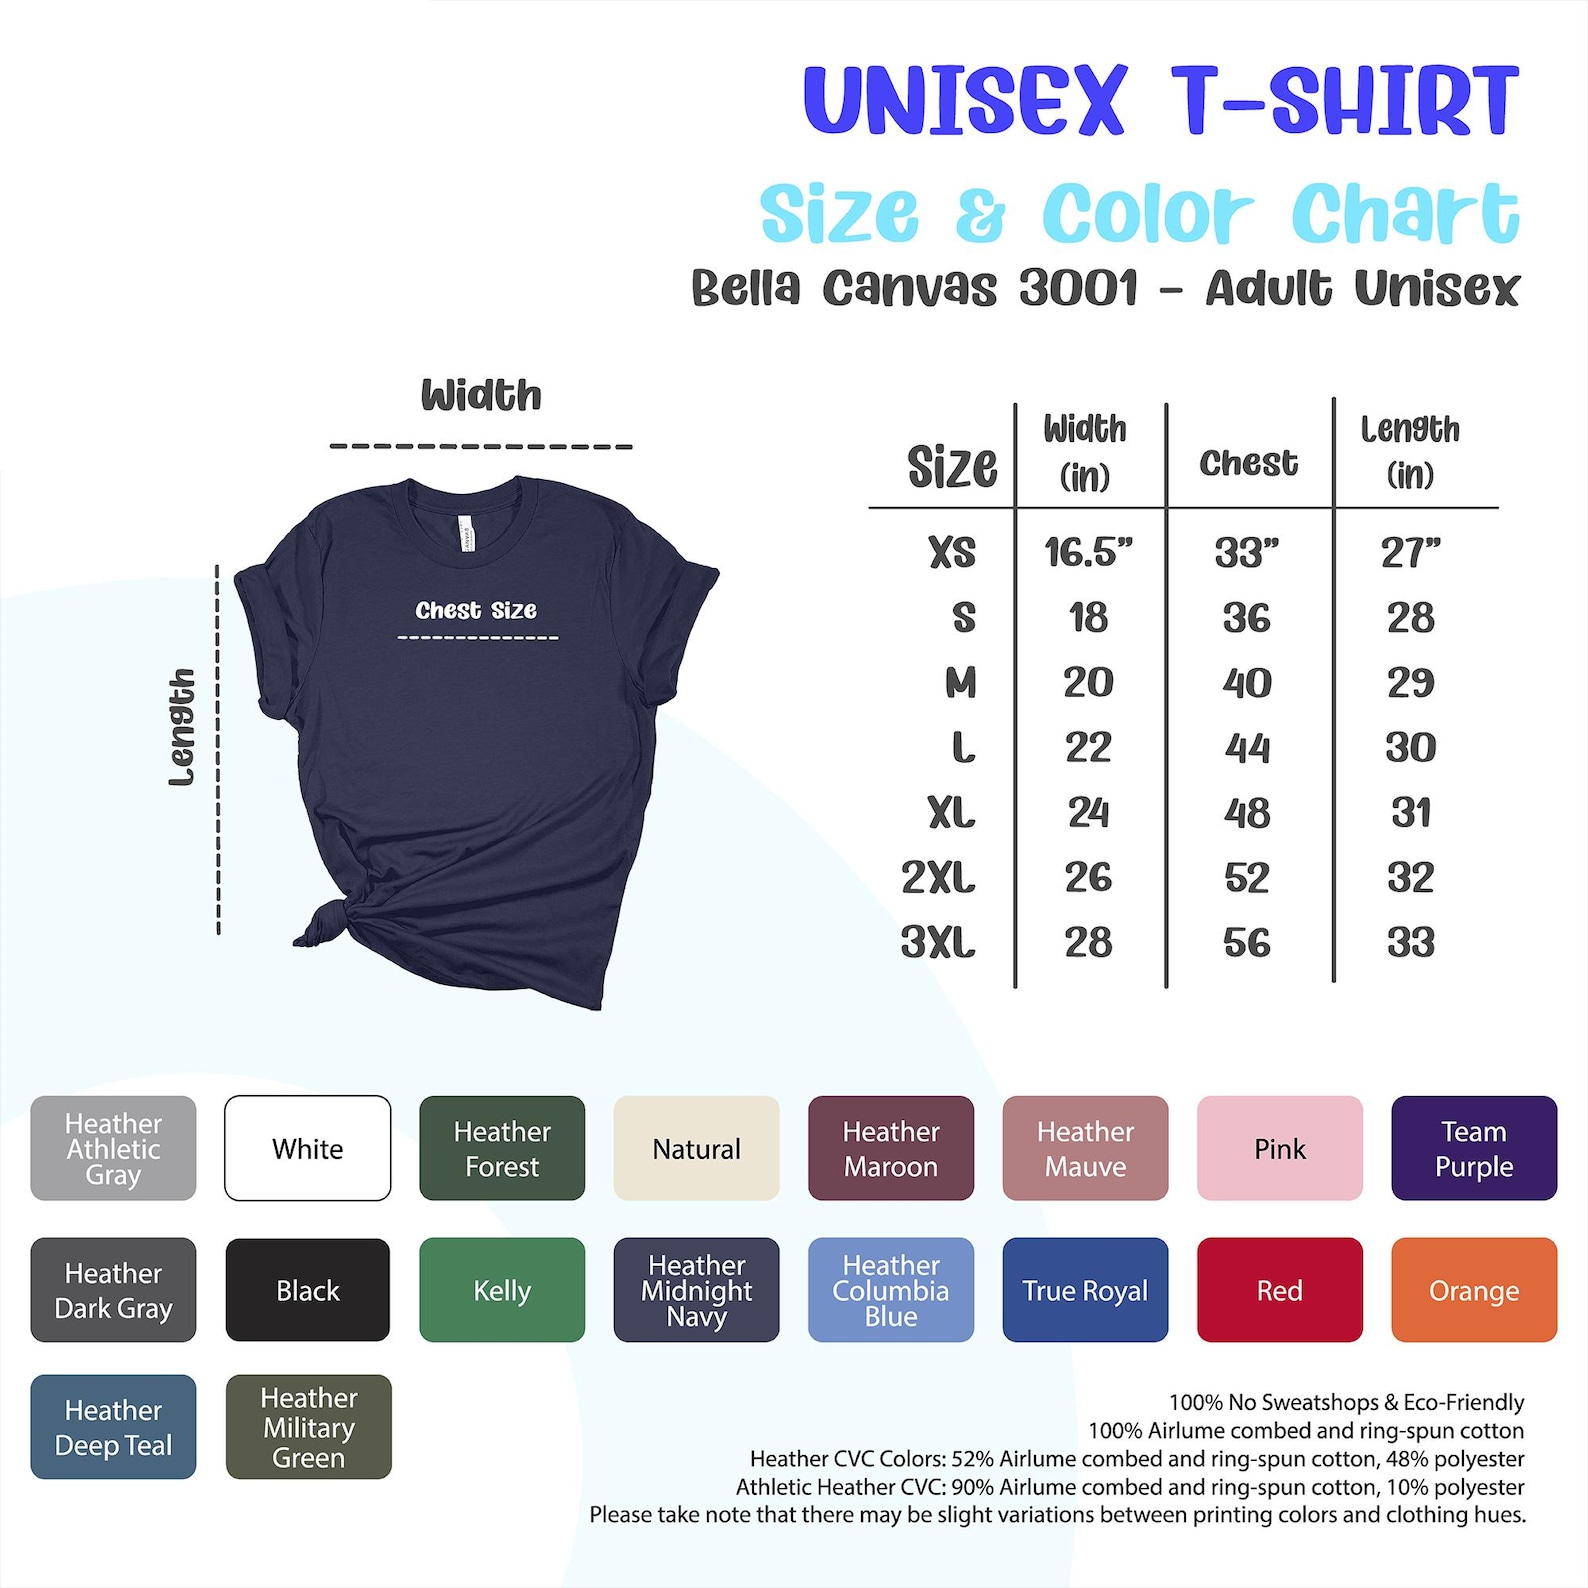 UNISEX T-SHIRT
Size & Color Chart
Bella Canvas 3001 - Adult Unisex
Width
CANVAS
Chest Size
Length
Size Width (in) Chest Length (in)
XS 16.5” 33” 27”
S 18 36 28
M 20 40 29
L 22 44 30
XL 24 48 31
2XL 26 52 32
3XL 28 56 33
Heather
Athletic
Gray
White
Heather
Forest
Natural
Heather
Maroon
Heather
Mauve
Pink
Team
Purple
Heather
Dark Gray
Black
Kelly
Heather
Midnight
Navy
Heather
Columbia
Blue
True Royal
Red
Orange
Heather
Deep Teal
Heather
Military
Green
100% No Sweatshops & Eco-Friendly
100% Airlume combed and ring-spun cotton
Heather CVC Colors: 52% Airlume combed and ring-spun cotton, 48% polyester
Athletic Heather CVC: 90% Airlume combed and ring-spun cotton, 10% polyester
Please take note that there may be slight variations between printing colors and clothing hues.